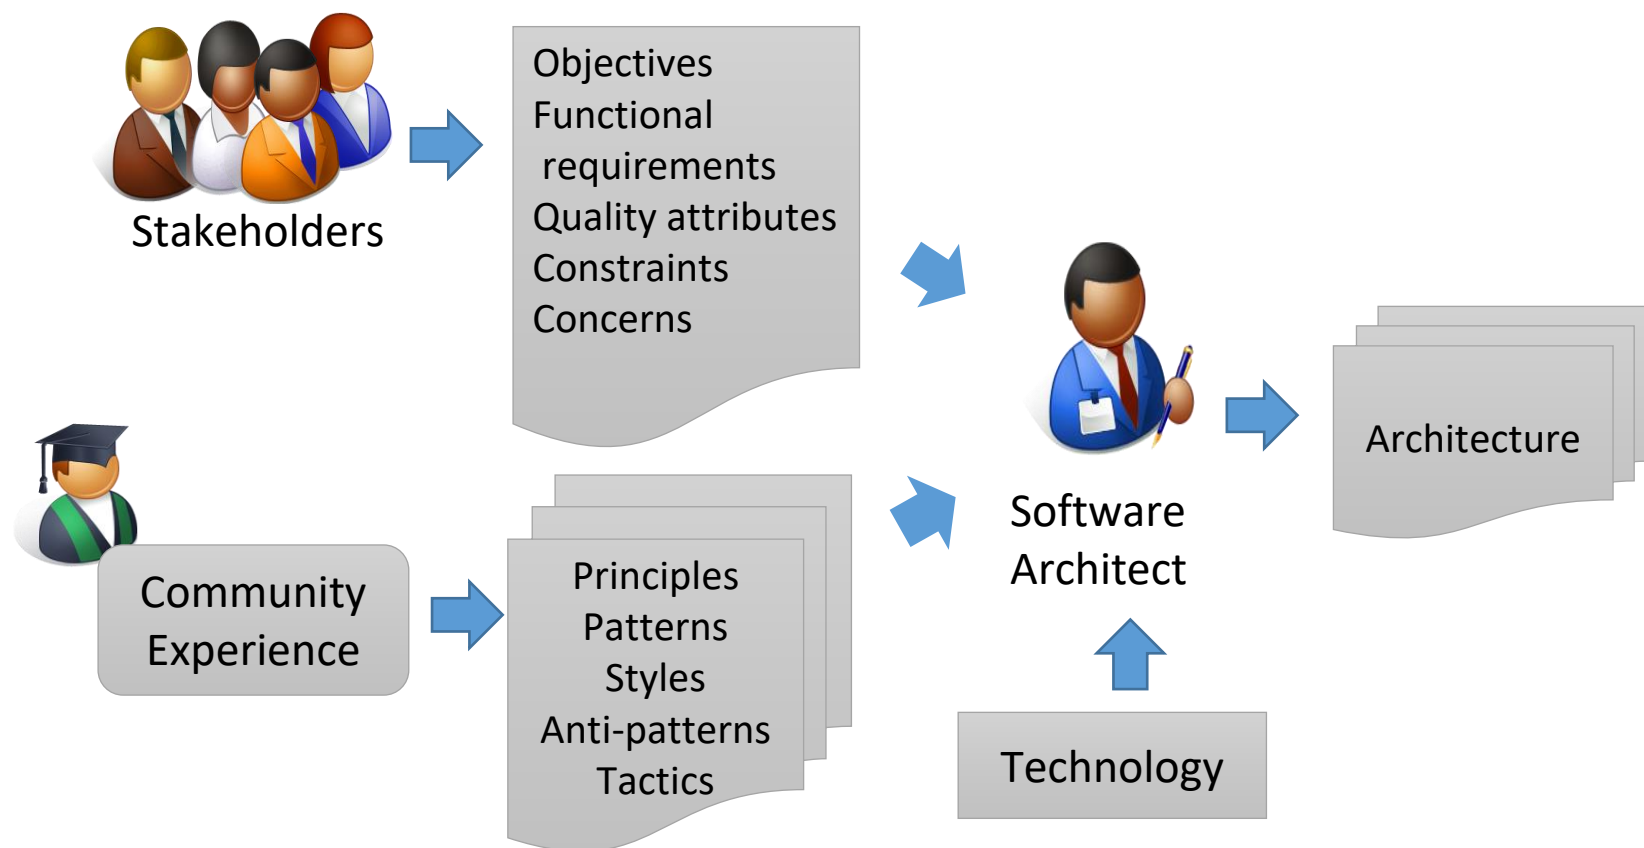 Stakeholders
Objectives
Functional
requirements
Quality attributes
Constraints
Concerns
Community
Experience
Principles
Patterns
Styles
Anti-patterns
Tactics
Software
Architect
Technology
Architecture